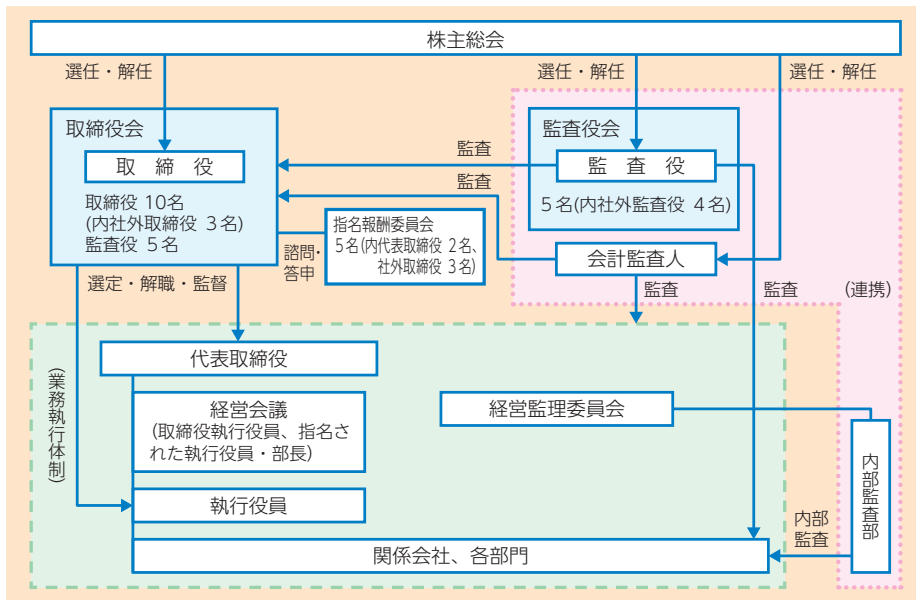 株主総会
選任・解任
選任・解任
選任・解任
取締役会
取締役
取締役 10名
(内社外取締役 3名)
監査役 5名
監査
監査
監査役会
監査役
5名(内社外監査役 4名)
指名報酬委員会
5名(内代表取締役 2名、
社外取締役 3名)
諮問・
答申
会計監査人
選定・解職・監督
監査
監査
(連携)
代表取締役
(業務執行体制)
経営会議
(取締役執行役員、指名さ
れた執行役員・部長)
経営監理委員会
執行役員
内部監査部
内部
監査
関係会社、各部門